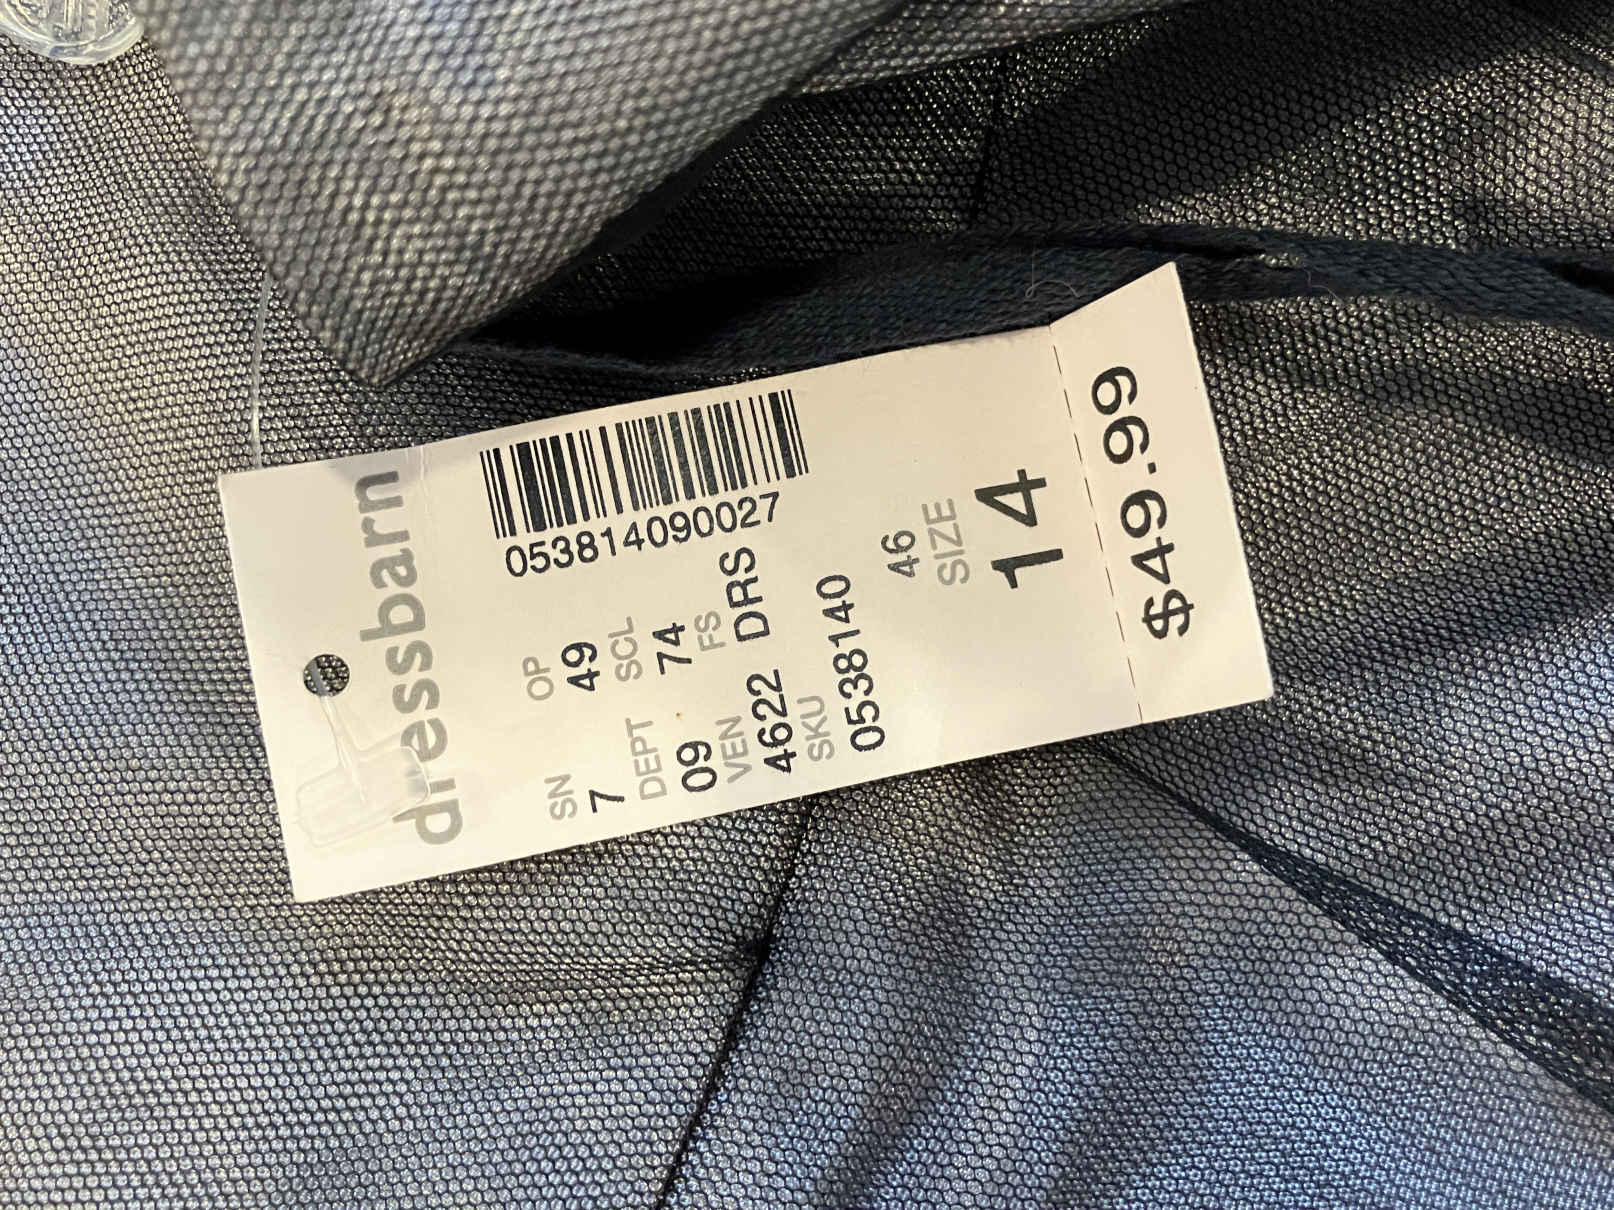 dressbarn
053814090027
SN OP
7 49
DEPT SCL
09 74
VEN FS
4622 DRS
SKU
0538140
46
SIZE
14
$49.99